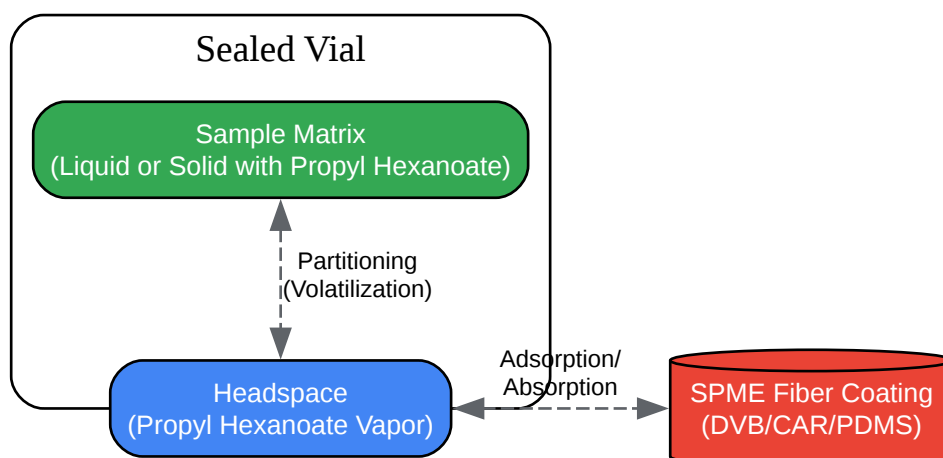 Sealed Vial
Sample Matrix
(Liquid or Solid with Propyl Hexanoate)
Partitioning
(Volatilization)
Headspace
(Propyl Hexanoate Vapor)
Adsorption/
Absorption
SPME Fiber Coating
(DVB/CAR/PDMS)